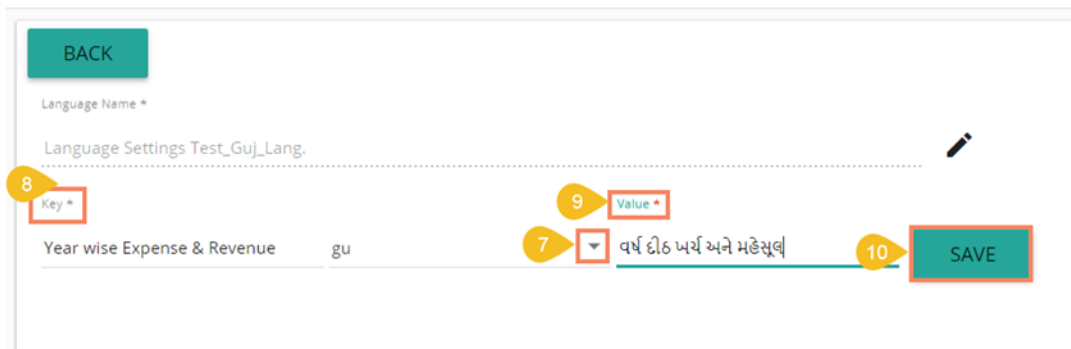 BACK
Language Name *
Language Settings Test_Guj_Lang.
8
Key *
9
Value *
Year wise Expense & Revenue
gu
7
વર્ષ દીઠ ખર્ચ અને મહેસૂલ
10
SAVE